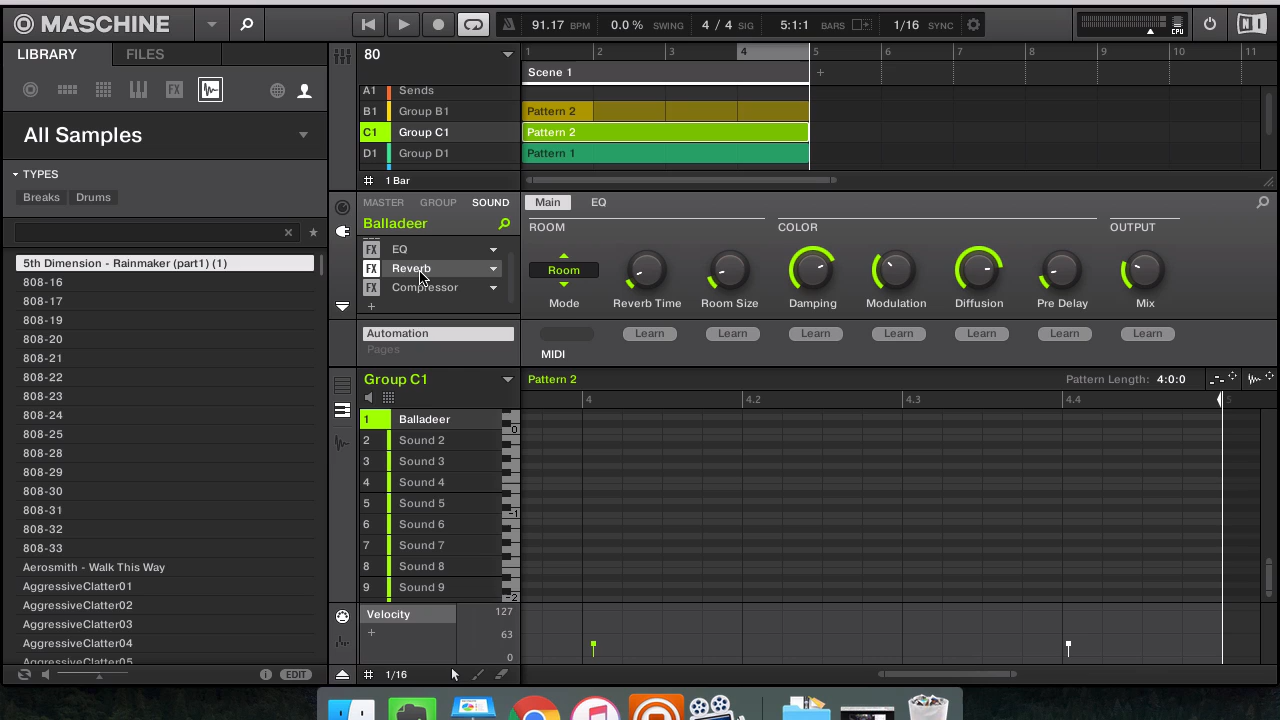 MASCHINE
91.17 BPM 0.0 % SWING 4 / 4 SIG 5:1:1 BARS 1/16 SYNC
CPU
LIBRARY FILES
FX
All Samples
TYPES
Breaks Drums
5th Dimension - Rainmaker (part1) (1)
808-16
808-17
808-19
808-20
808-21
808-22
808-23
808-24
808-25
808-28
808-29
808-30
808-31
808-32
808-33
Aerosmith - Walk This Way
AggressiveClatter01
AggressiveClatter02
AggressiveClatter03
AggressiveClatter04
AggressiveClatter05
EDIT
80
1 2 3 4 5 6 7 8 9 10 11
Scene 1
A1 Sends
B1 Group B1 Pattern 2
C1 Group C1 Pattern 2
D1 Group D1 Pattern 1
1 Bar
MASTER GROUP SOUND
Balladeer
FX EQ
FX Reverb
FX Compressor
Automation
Pages
Main EQ
ROOM COLOR OUTPUT
Room
Mode Reverb Time Room Size Damping Modulation Diffusion Pre Delay Mix
Learn Learn Learn Learn Learn Learn Learn
MIDI
Group C1
Pattern 2 Pattern Length: 4:0:0
4 4.2 4.3 4.4 5
1 Balladeer
2 Sound 2
3 Sound 3
4 Sound 4
5 Sound 5
6 Sound 6
7 Sound 7
8 Sound 8
9 Sound 9
0
-1
-2
Velocity
127
63
0
1/16